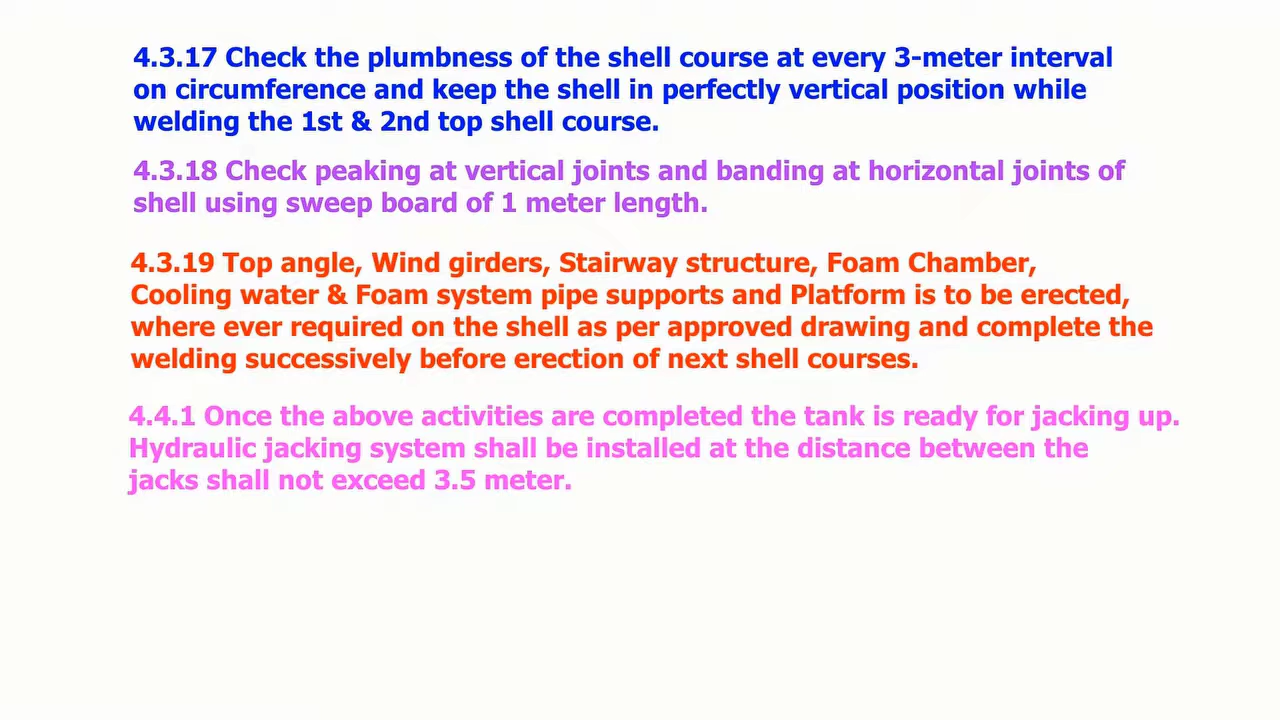 4.3.17 Check the plumbness of the shell course at every 3-meter interval
on circumference and keep the shell in perfectly vertical position while
welding the 1st & 2nd top shell course.
4.3.18 Check peaking at vertical joints and banding at horizontal joints of
shell using sweep board of 1 meter length.
4.3.19 Top angle, Wind girders, Stairway structure, Foam Chamber,
Cooling water & Foam system pipe supports and Platform is to be erected,
where ever required on the shell as per approved drawing and complete the
welding successively before erection of next shell courses.
4.4.1 Once the above activities are completed the tank is ready for jacking up.
Hydraulic jacking system shall be installed at the distance between the
jacks shall not exceed 3.5 meter.